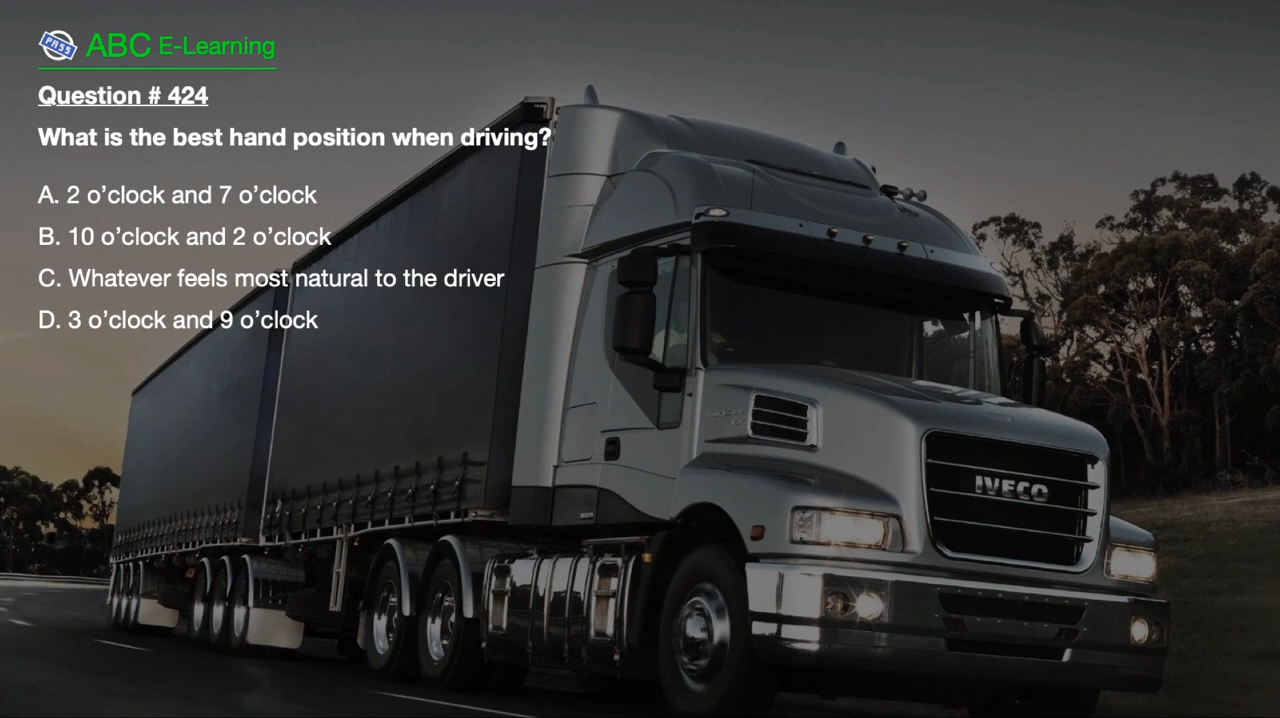 PASS ABC E-Learning
Question # 424
What is the best hand position when driving?
A. 2 o’clock and 7 o’clock
B. 10 o’clock and 2 o’clock
C. Whatever feels most natural to the driver
D. 3 o’clock and 9 o’clock
IVECO